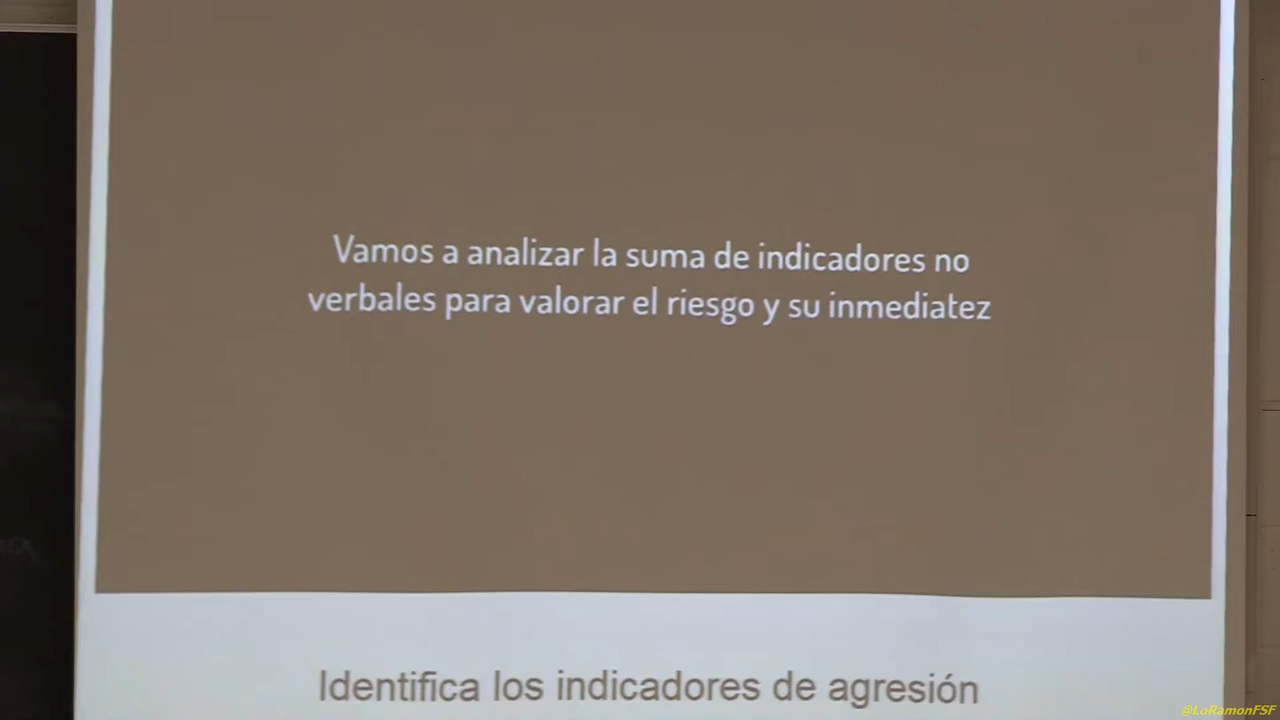 Vamos a analizar la suma de indicadores no
verbales para valorar el riesgo y su inmediatez
Identifica los indicadores de agresión
@LoRamonFSF